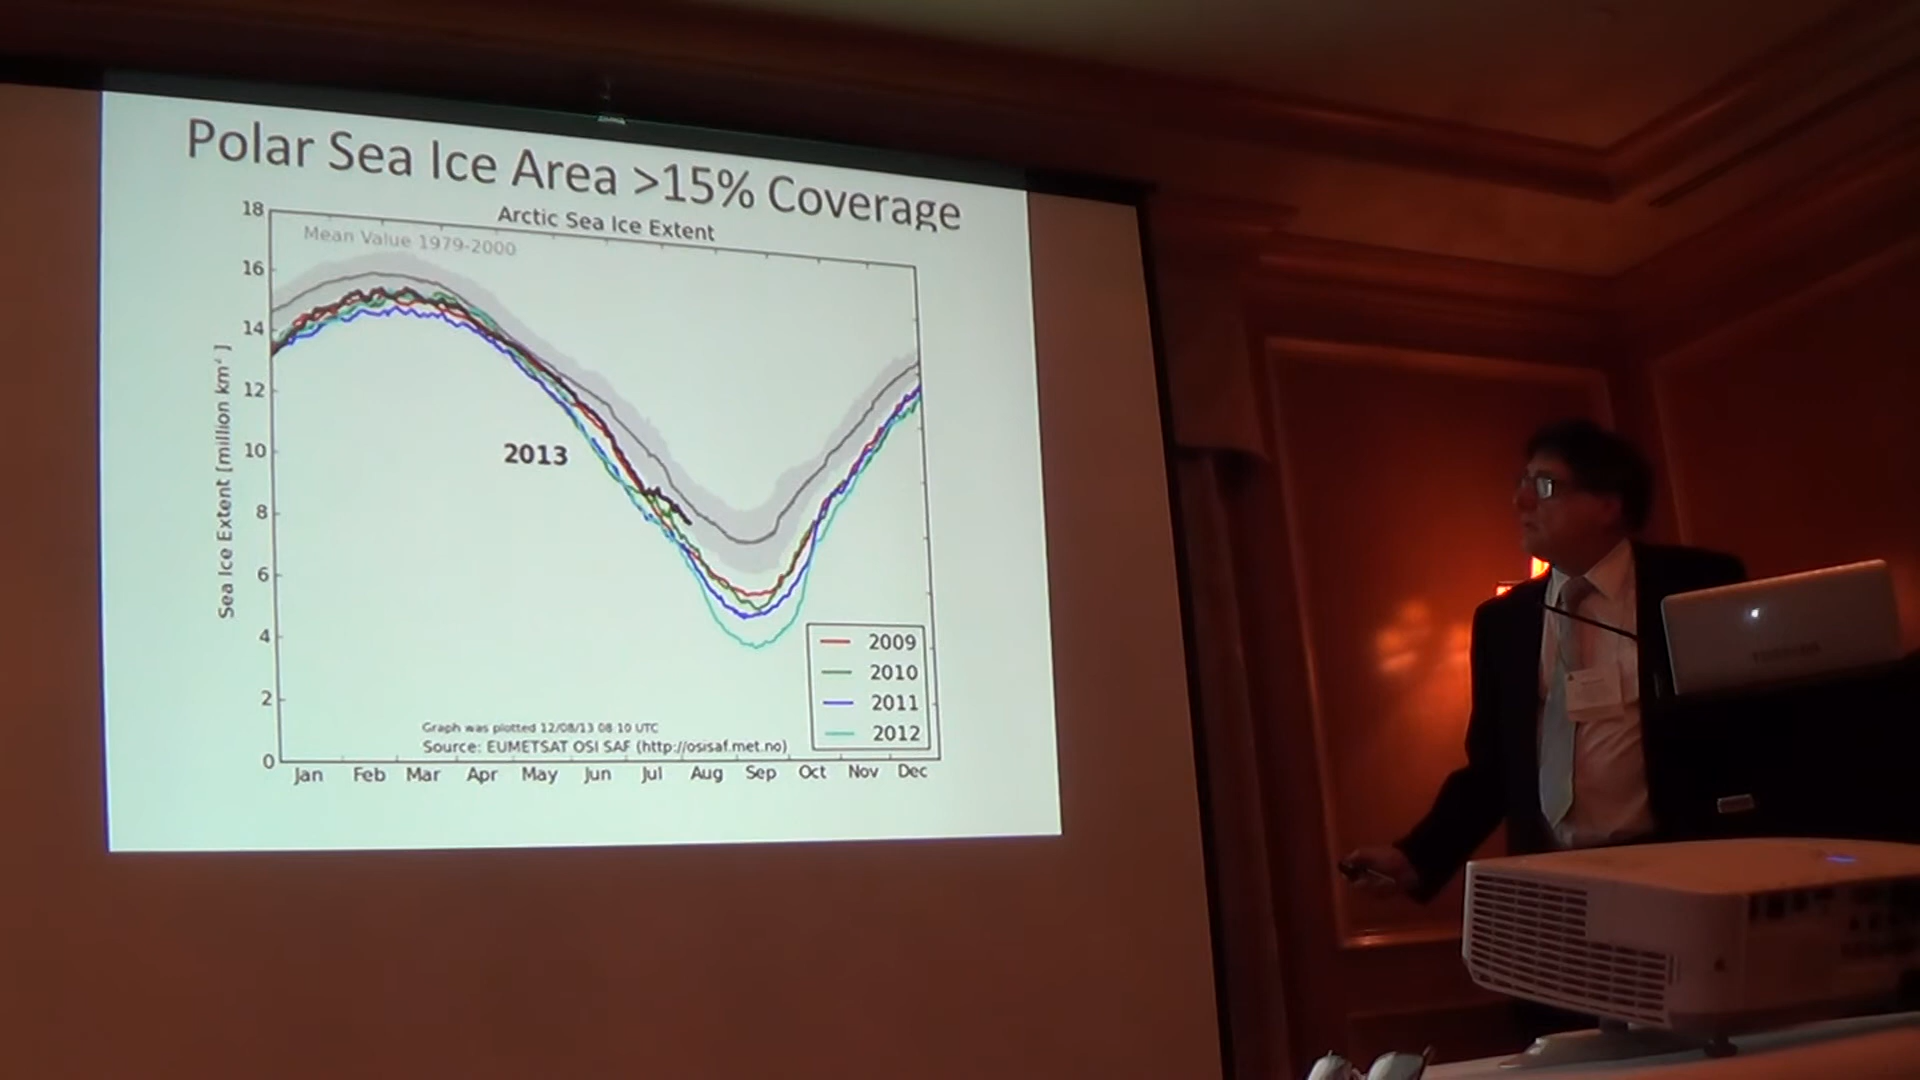 Polar Sea Ice Area >15% Coverage
Arctic Sea Ice Extent
Mean Value 1979-2000
18
16
14
12
10
8
6
4
2
0
Sea Ice Extent [million km²]
2013
2009
2010
2011
2012
Graph was plotted 12/08/13 08:10 UTC
Source: EUMETSAT OSI SAF (http://osisaf.met.no)
Jan Feb Mar Apr May Jun Jul Aug Sep Oct Nov Dec